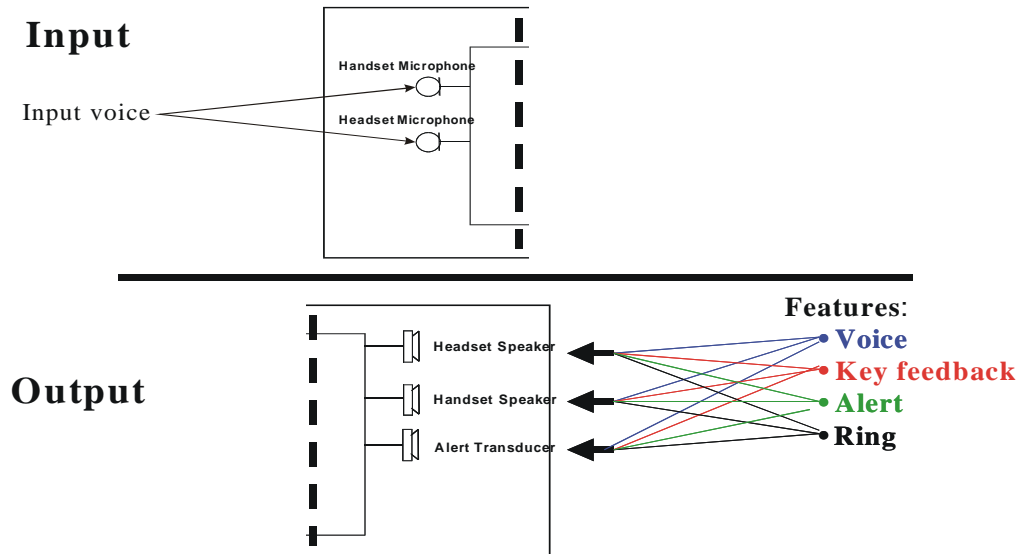 Input
Handset Microphone
Input voice
Headset Microphone
Features:
Headset Speaker
Voice
Key feedback
Output
Handset Speaker
Alert
Ring
Alert Transducer